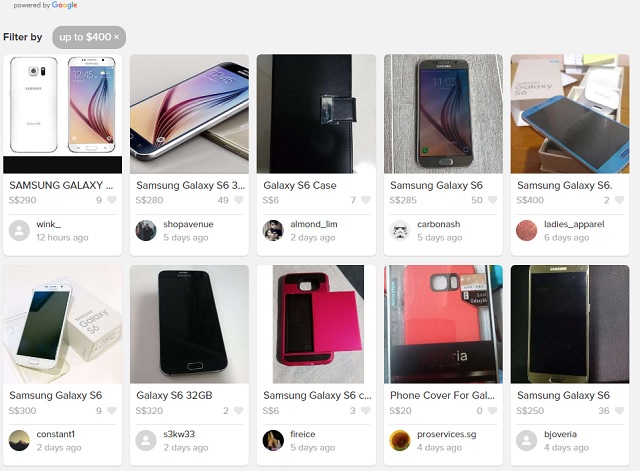 powered by Google
Filter by up to $400 ×
SAMSUNG GALAXY ...
S$290 9
wink_
12 hours ago
Samsung Galaxy S6 3...
S$280 49
shopavenue
5 days ago
Galaxy S6 Case
S$6 7
almond_lim
2 days ago
Samsung Galaxy S6
S$285 50
carbonash
5 days ago
Samsung Galaxy S6.
S$400 2
ladies_apparel
6 days ago
Samsung Galaxy S6
S$300 9
constant1
2 days ago
Galaxy S6 32GB
S$320 2
s3kw33
2 days ago
Samsung Galaxy S6 c...
S$6 3
fireice
5 days ago
Phone Cover For Gal...
S$20 0
proservices.sg
4 days ago
Samsung Galaxy S6
S$250 36
bjoveria
4 days ago